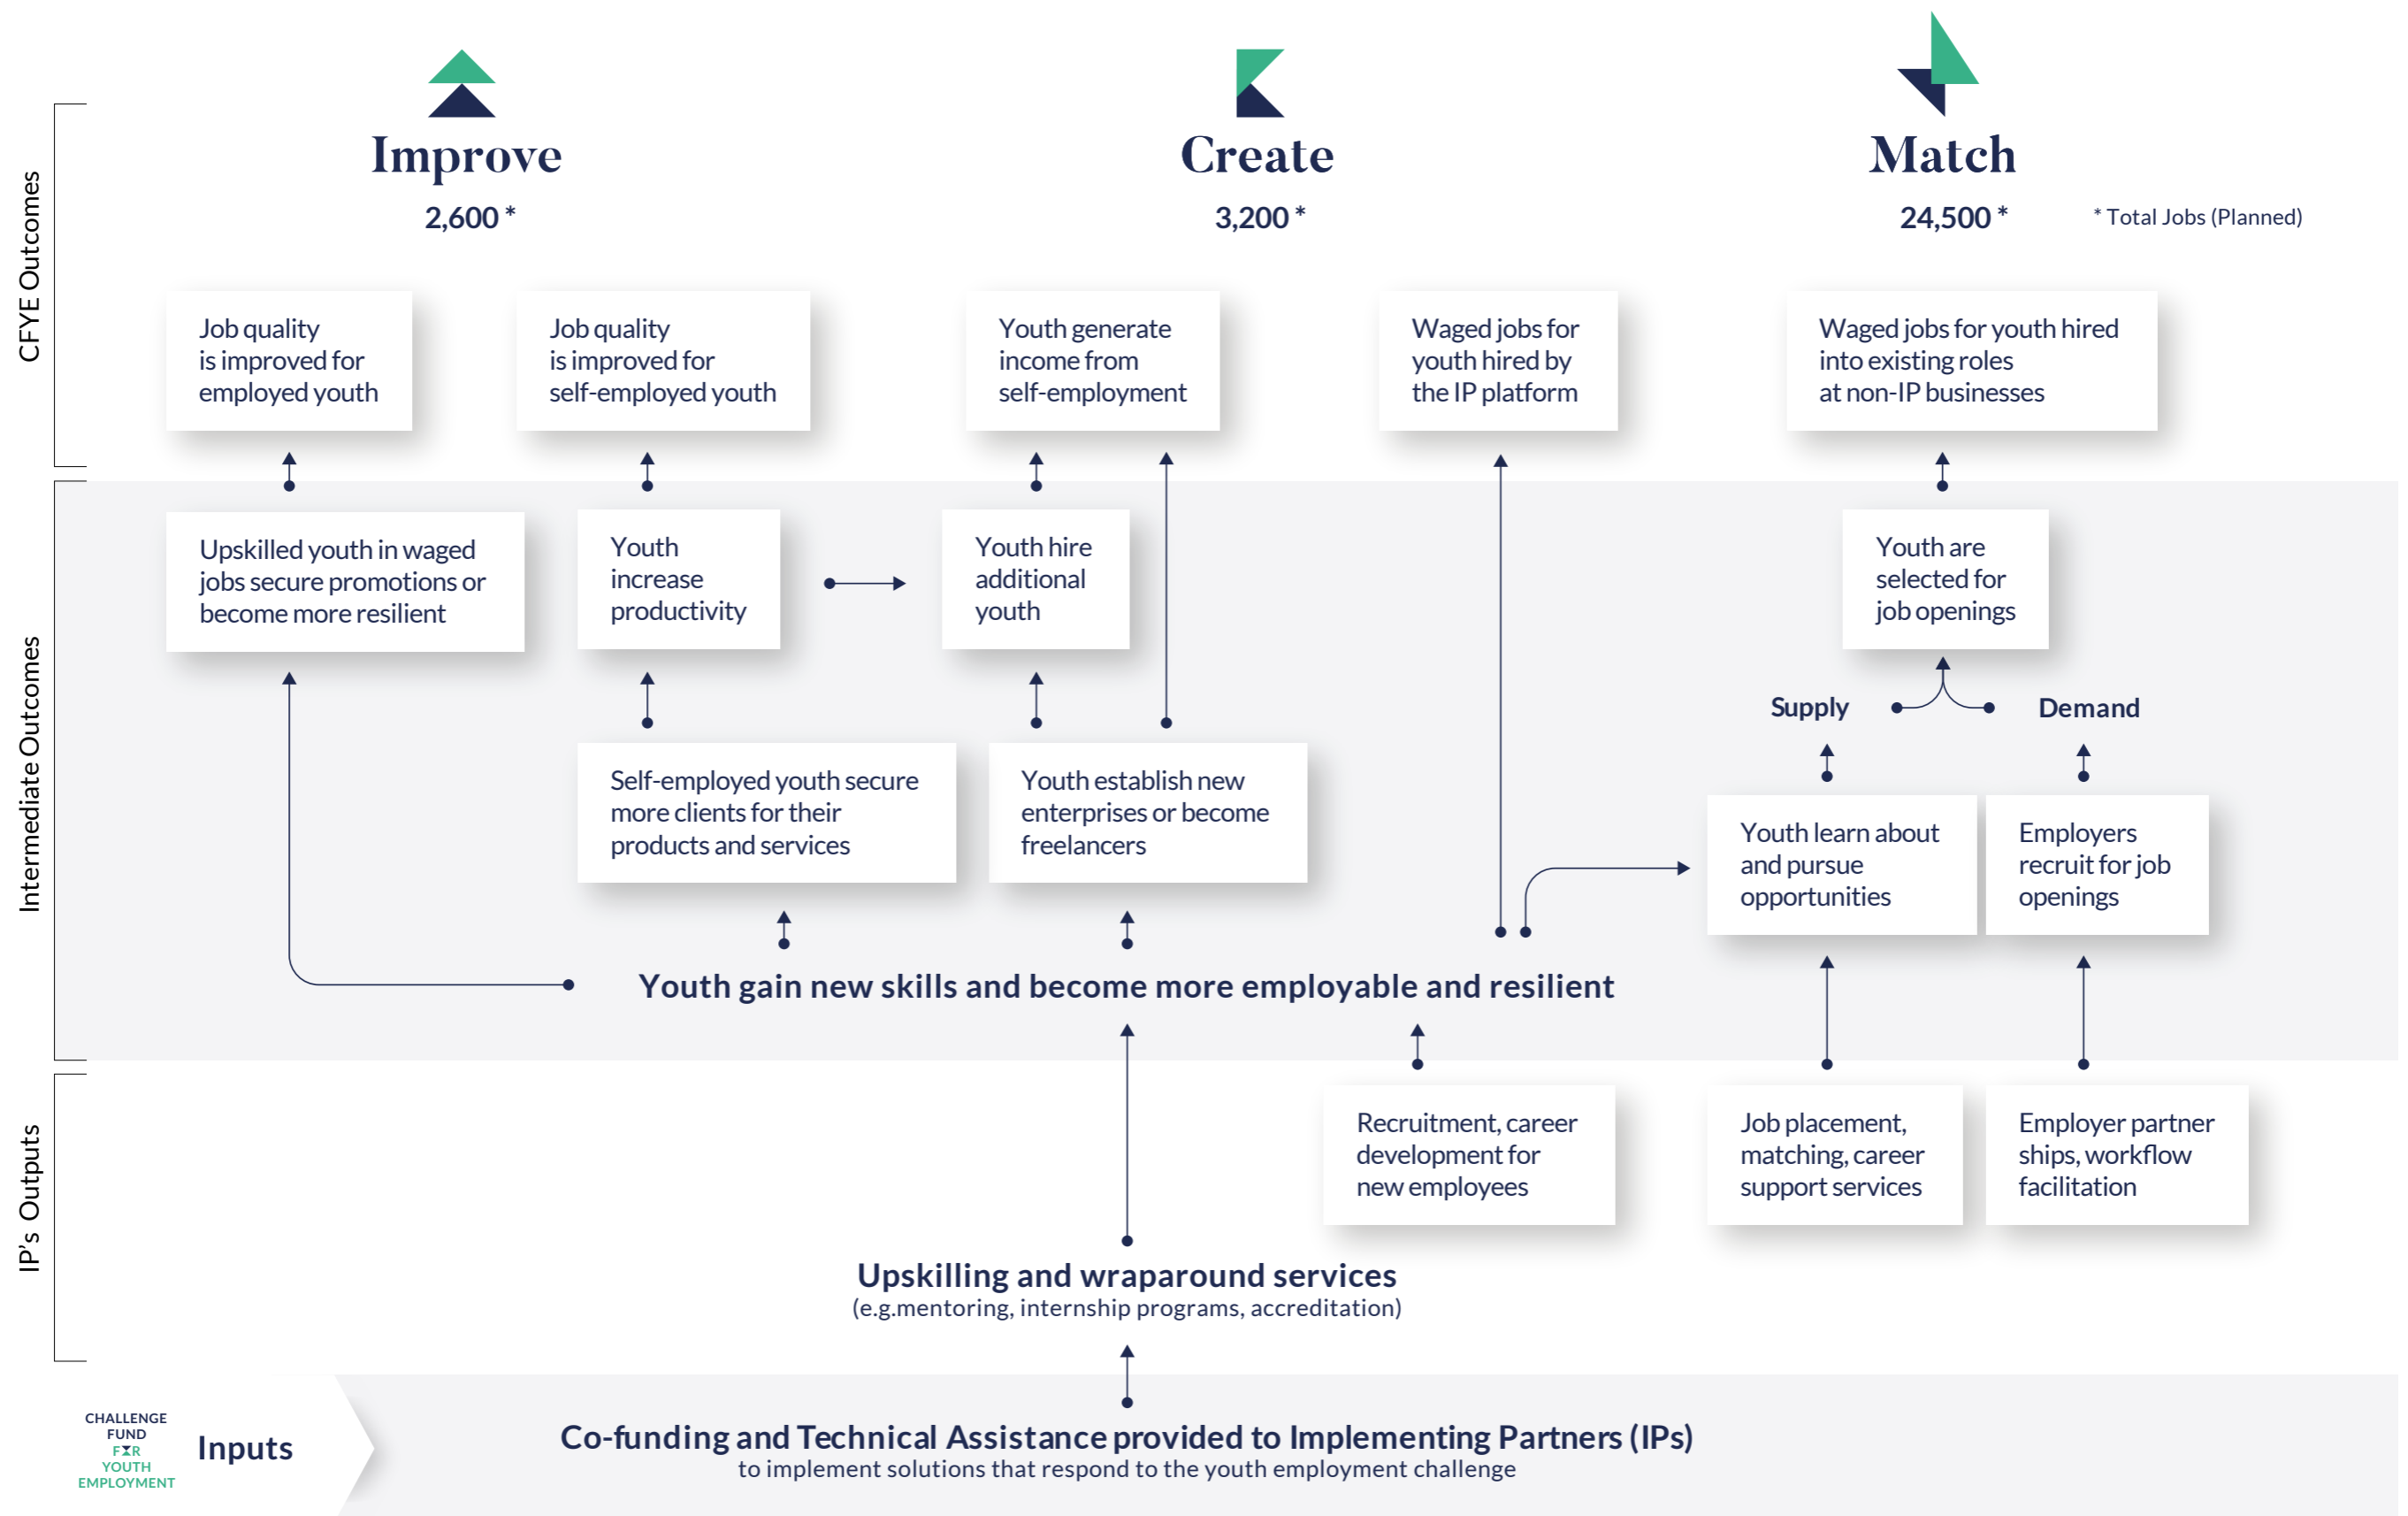 Improve
Create
Match
2,600 *
3,200 *
24,500 *
* Total Jobs (Planned)
CFYE Outcomes
Job quality
is improved for
employed youth
Job quality
is improved for
self-employed youth
Youth generate
income from
self-employment
Waged jobs for
youth hired by
the IP platform
Waged jobs for youth hired
into existing roles
at non-IP businesses
Intermediate Outcomes
Upskilled youth in waged
jobs secure promotions or
become more resilient
Youth
increase
productivity
Youth hire
additional
youth
Youth are
selected for
job openings
Supply
Demand
Self-employed youth secure
more clients for their
products and services
Youth establish new
enterprises or become
freelancers
Youth learn about
and pursue
opportunities
Employers
recruit for job
openings
Youth gain new skills and become more employable and resilient
IP's Outputs
Recruitment, career
development for
new employees
Job placement,
matching, career
support services
Employer partner
ships, workflow
facilitation
Upskilling and wraparound services
(e.g.mentoring, internship programs, accreditation)
CHALLENGE
FUND
FOR
YOUTH
EMPLOYMENT
Inputs
Co-funding and Technical Assistance provided to Implementing Partners (IPs)
to implement solutions that respond to the youth employment challenge